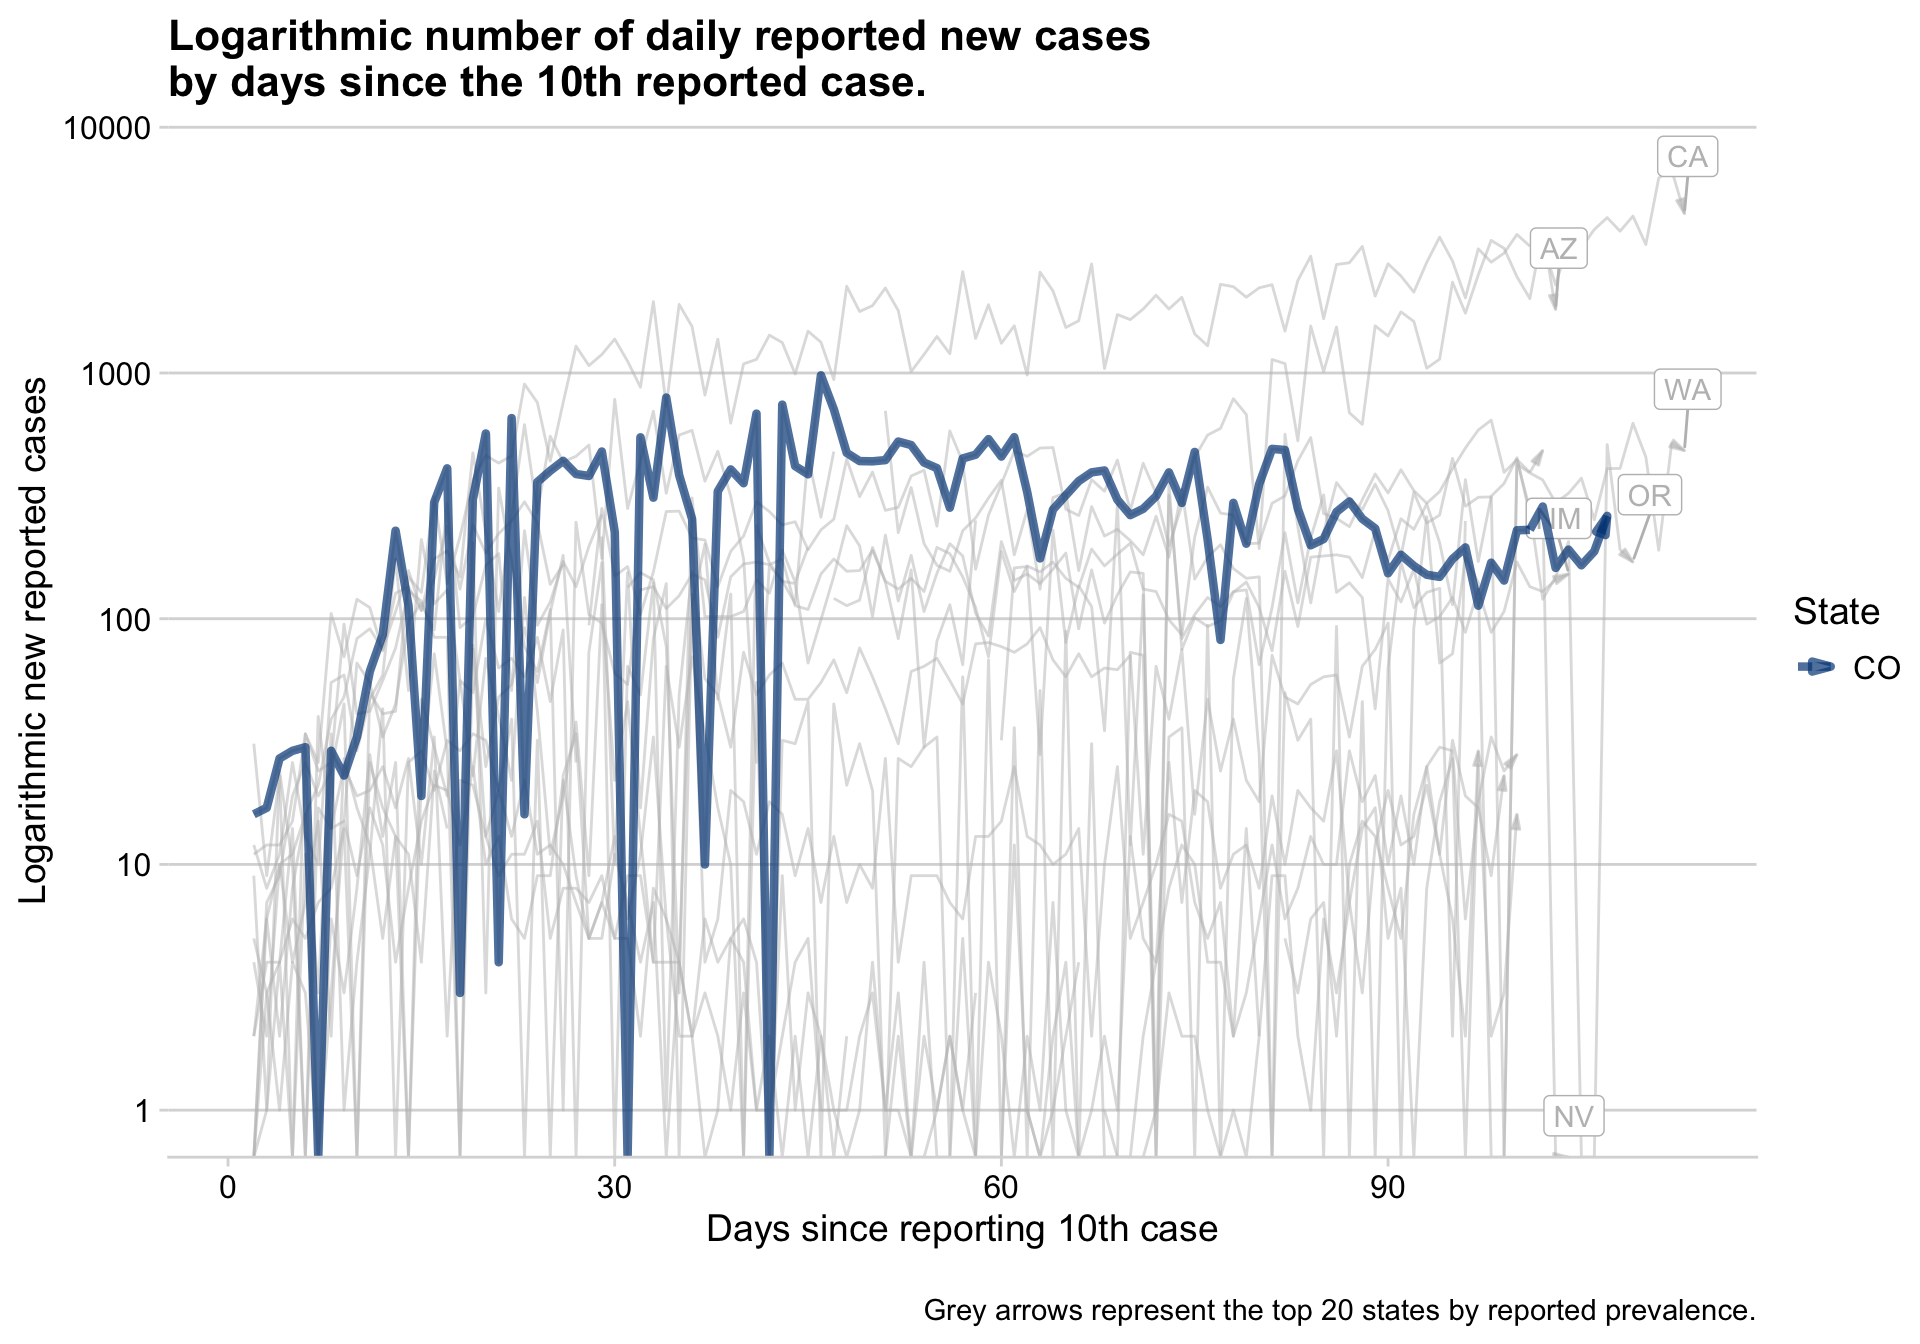 Logarithmic number of daily reported new cases
by days since the 10th reported case.
10000
1000
100
10
1
Logarithmic new reported cases
CA
AZ
WA
OR
NV
0
30
60
90
Days since reporting 10th case
State
CO
Grey arrows represent the top 20 states by reported prevalence.